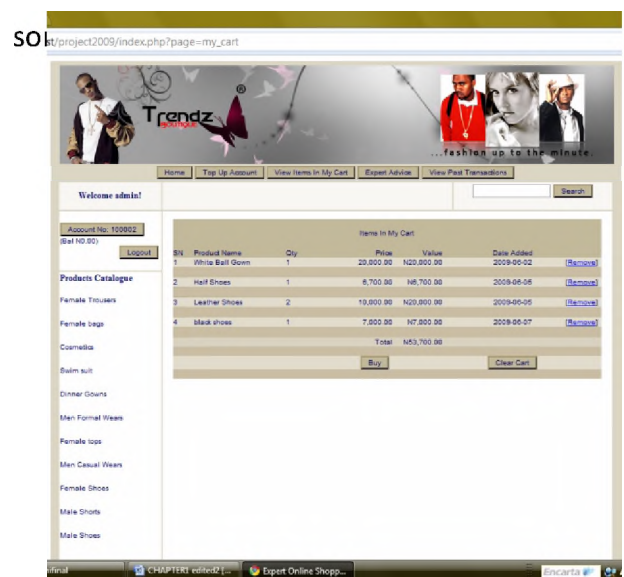 SO
st/project2009/index.php?page=my_cart
Trendz ®
BOUTIQUE
...fashion up to the minute.
Home Top Up Account View Items In My Cart Expert Advice View Past Transactions
Welcome admin! Search
Account No: 100002
(Bal N0.00)
Logout
Items In My Cart
SN Product Name Qty Price Value Date Added
1 White Ball Gown 1 20,000.00 N20,000.00 2009-06-02 [Remove]
2 Half Shoes 1 6,700.00 N6,700.00 2009-06-05 [Remove]
3 Leather Shoes 2 10,000.00 N20,000.00 2009-06-05 [Remove]
4 black shoes 1 7,000.00 N7,000.00 2009-06-07 [Remove]
Total N53,700.00
Buy Clear Cart
Products Catalogue
Female Trousers
Female bags
Cosmetics
Swim suit
Dinner Gowns
Men Formal Wears
Female tops
Men Casual Wears
Female Shoes
Male Shorts
Male Shoes
nifinal CHAPTER1 edited2 [... Expert Online Shopp... Encarta